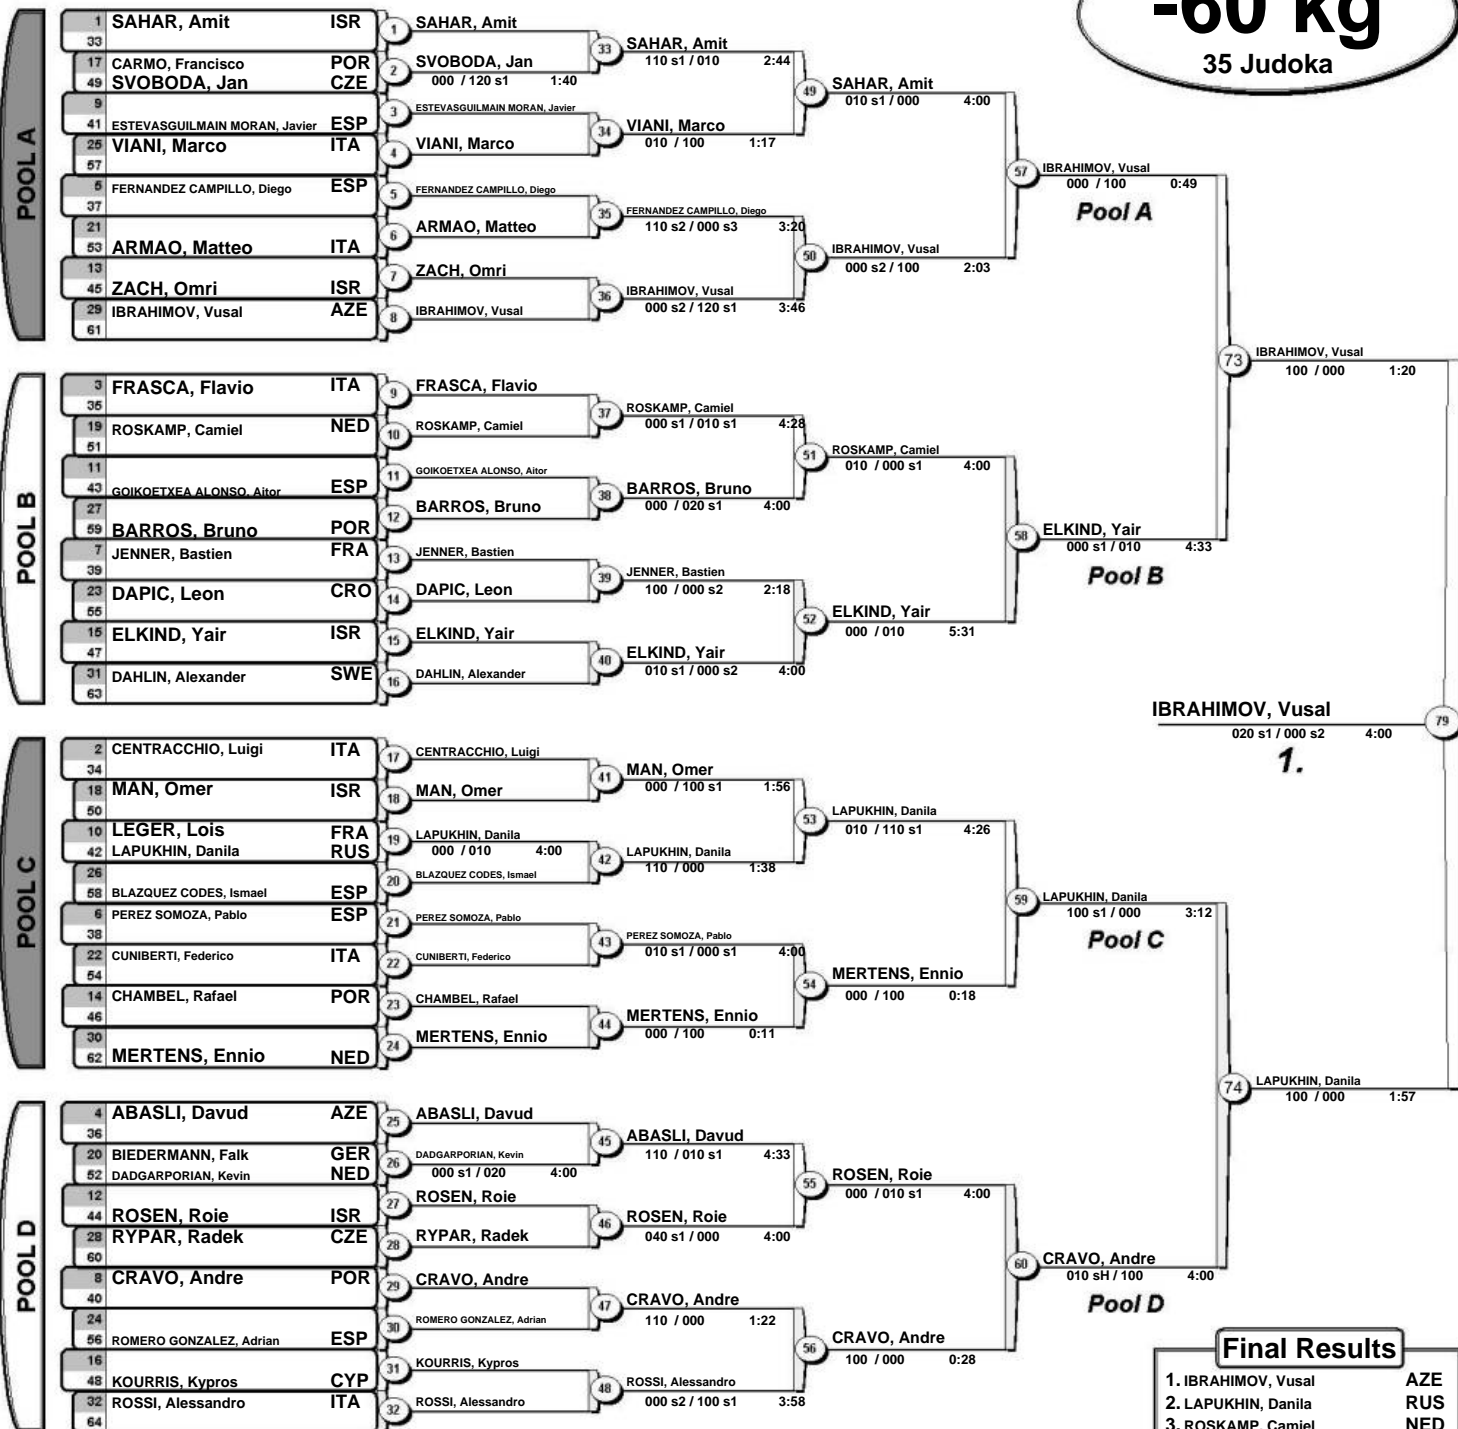 -60 kg
35 Judoka
POOL A
1 SAHAR, Amit ISR
33
17 CARMO, Francisco POR
49 SVOBODA, Jan CZE
9
41 ESTEVASGUILMAIN MORAN, Javier ESP
25 VIANI, Marco ITA
57
5 FERNANDEZ CAMPILLO, Diego ESP
37
21
53 ARMAO, Matteo ITA
13
45 ZACH, Omri ISR
29 IBRAHIMOV, Vusal AZE
61
1 SAHAR, Amit
2 SVOBODA, Jan
000 / 120 s1 1:40
3 ESTEVASGUILMAIN MORAN, Javier
4 VIANI, Marco
5 FERNANDEZ CAMPILLO, Diego
6 ARMAO, Matteo
7 ZACH, Omri
8 IBRAHIMOV, Vusal
33 SAHAR, Amit
110 s1 / 010 2:44
34 VIANI, Marco
010 / 100 1:17
35 FERNANDEZ CAMPILLO, Diego
110 s2 / 000 s3 3:20
36 IBRAHIMOV, Vusal
000 s2 / 120 s1 3:46
49 SAHAR, Amit
010 s1 / 000 4:00
50 IBRAHIMOV, Vusal
000 s2 / 100 2:03
57 IBRAHIMOV, Vusal
000 / 100 0:49
Pool A
POOL B
3 FRASCA, Flavio ITA
35
19 ROSKAMP, Camiel NED
51
11
43 GOIKOETXEA ALONSO, Aitor ESP
27
59 BARROS, Bruno POR
7 JENNER, Bastien FRA
39
23 DAPIC, Leon CRO
55
15 ELKIND, Yair ISR
47
31 DAHLIN, Alexander SWE
63
9 FRASCA, Flavio
10 ROSKAMP, Camiel
11 GOIKOETXEA ALONSO, Aitor
12 BARROS, Bruno
13 JENNER, Bastien
14 DAPIC, Leon
15 ELKIND, Yair
16 DAHLIN, Alexander
37 ROSKAMP, Camiel
000 s1 / 010 s1 4:28
38 BARROS, Bruno
000 / 020 s1 4:00
39 JENNER, Bastien
100 / 000 s2 2:18
40 ELKIND, Yair
010 s1 / 000 s2 4:00
51 ROSKAMP, Camiel
010 / 000 s1 4:00
52 ELKIND, Yair
000 / 010 5:31
58 ELKIND, Yair
000 s1 / 010 4:33
Pool B
73 IBRAHIMOV, Vusal
100 / 000 1:20
IBRAHIMOV, Vusal 79
020 s1 / 000 s2 4:00
1.
POOL C
2 CENTRACCHIO, Luigi ITA
34
18 MAN, Omer ISR
50
10 LEGER, Lois FRA
42 LAPUKHIN, Danila RUS
26
58 BLAZQUEZ CODES, Ismael ESP
6 PEREZ SOMOZA, Pablo ESP
38
22 CUNIBERTI, Federico ITA
54
14 CHAMBEL, Rafael POR
46
30
62 MERTENS, Ennio NED
17 CENTRACCHIO, Luigi
18 MAN, Omer
19 LAPUKHIN, Danila
000 / 010 4:00
20 BLAZQUEZ CODES, Ismael
21 PEREZ SOMOZA, Pablo
22 CUNIBERTI, Federico
23 CHAMBEL, Rafael
24 MERTENS, Ennio
41 MAN, Omer
000 / 100 s1 1:56
42 LAPUKHIN, Danila
110 / 000 1:38
43 PEREZ SOMOZA, Pablo
010 s1 / 000 s1 4:00
44 MERTENS, Ennio
000 / 100 0:11
53 LAPUKHIN, Danila
010 / 110 s1 4:26
54 MERTENS, Ennio
000 / 100 0:18
59 LAPUKHIN, Danila
100 s1 / 000 3:12
Pool C
POOL D
4 ABASLI, Davud AZE
36
20 BIEDERMANN, Falk GER
52 DADGARPORIAN, Kevin NED
12
44 ROSEN, Roie ISR
28 RYPAR, Radek CZE
60
8 CRAVO, Andre POR
40
24
56 ROMERO GONZALEZ, Adrian ESP
16
48 KOURRIS, Kypros CYP
32 ROSSI, Alessandro ITA
64
25 ABASLI, Davud
26 DADGARPORIAN, Kevin
000 s1 / 020 4:00
27 ROSEN, Roie
28 RYPAR, Radek
29 CRAVO, Andre
30 ROMERO GONZALEZ, Adrian
31 KOURRIS, Kypros
32 ROSSI, Alessandro
45 ABASLI, Davud
110 / 010 s1 4:33
46 ROSEN, Roie
040 s1 / 000 4:00
47 CRAVO, Andre
110 / 000 1:22
48 ROSSI, Alessandro
000 s2 / 100 s1 3:58
55 ROSEN, Roie
000 / 010 s1 4:00
56 CRAVO, Andre
100 / 000 0:28
60 CRAVO, Andre
010 sH / 100 4:00
Pool D
74 LAPUKHIN, Danila
100 / 000 1:57
Final Results
1. IBRAHIMOV, Vusal AZE
2. LAPUKHIN, Danila RUS
3. ROSKAMP, Camiel NED